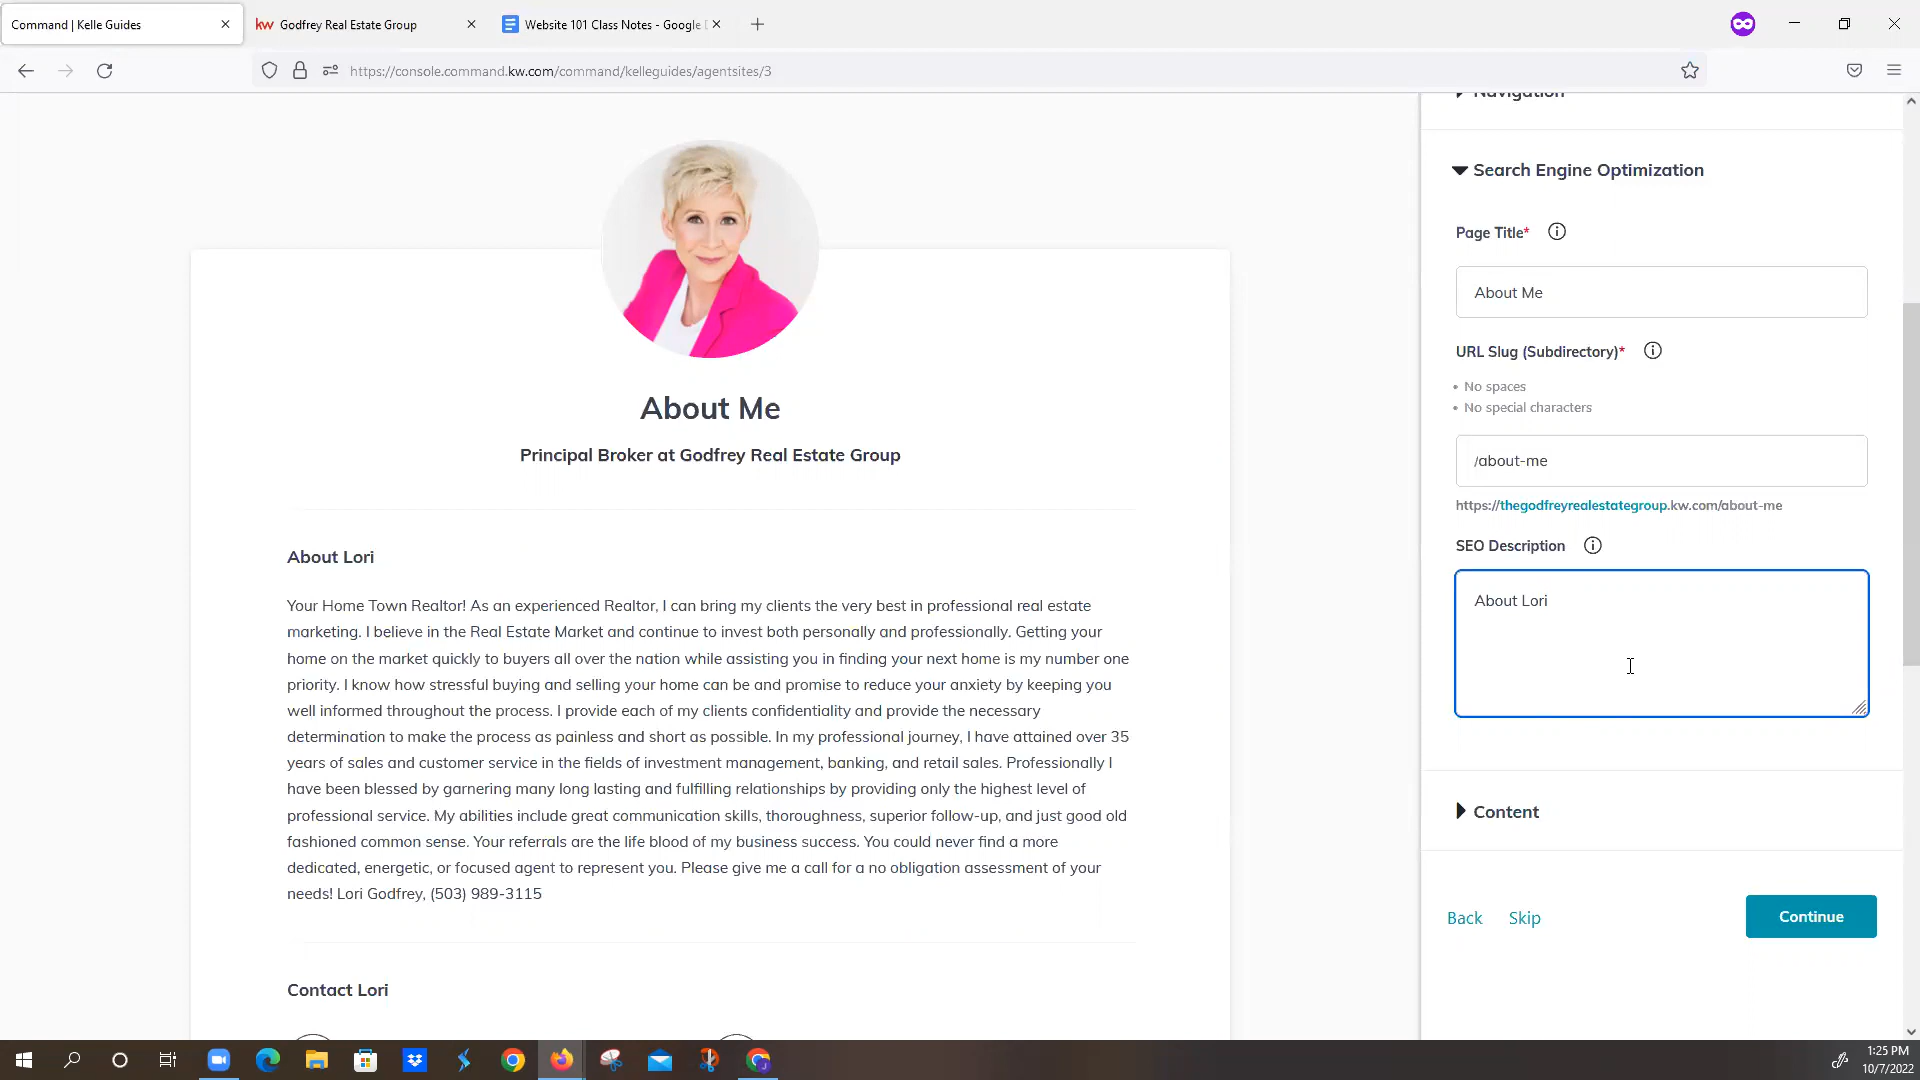 Command | Kelle Guides
kw Godfrey Real Estate Group
Website 101 Class Notes - Google
https://console.command.kw.com/command/kelleguides/agentsites/3
Navigation
Search Engine Optimization
Page Title*
About Me
URL Slug (Subdirectory)*
• No spaces
• No special characters
/about-me
https://thegodfreyrealestategroup.kw.com/about-me
SEO Description
About Lori
Content
Back Skip Continue
About Me
Principal Broker at Godfrey Real Estate Group
About Lori
Your Home Town Realtor! As an experienced Realtor, I can bring my clients the very best in professional real estate
marketing. I believe in the Real Estate Market and continue to invest both personally and professionally. Getting your
home on the market quickly to buyers all over the nation while assisting you in finding your next home is my number one
priority. I know how stressful buying and selling your home can be and promise to reduce your anxiety by keeping you
well informed throughout the process. I provide each of my clients confidentiality and provide the necessary
determination to make the process as painless and short as possible. In my professional journey, I have attained over 35
years of sales and customer service in the fields of investment management, banking, and retail sales. Professionally I
have been blessed by garnering many long lasting and fulfilling relationships by providing only the highest level of
professional service. My abilities include great communication skills, thoroughness, superior follow-up, and just good old
fashioned common sense. Your referrals are the life blood of my business success. You could never find a more
dedicated, energetic, or focused agent to represent you. Please give me a call for a no obligation assessment of your
needs! Lori Godfrey, (503) 989-3115
Contact Lori
1:25 PM
10/7/2022